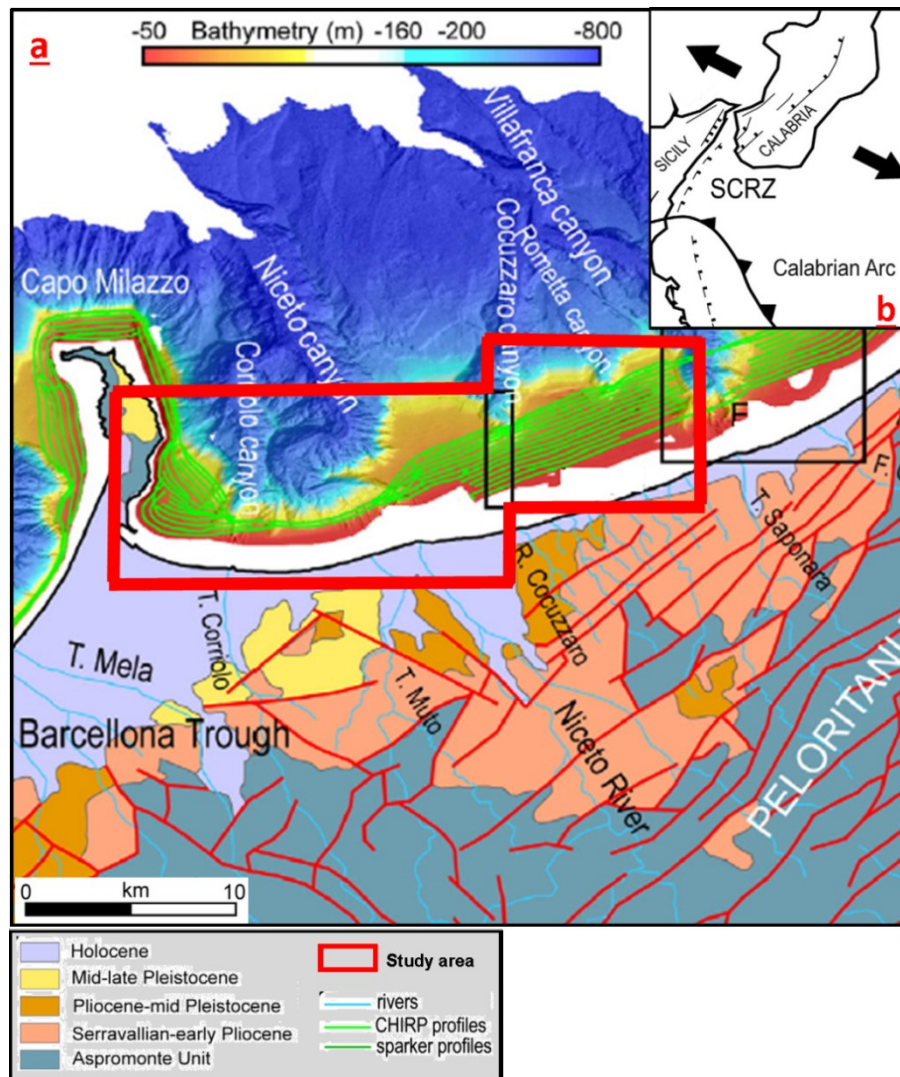 a
Bathymetry (m)
-50
-160
-200
-800
b
SICILY
CALABRIA
SCRZ
Calabrian Arc
Capo Milazzo
Corriolo canyon
Niceto canyon
Cocuzzaro canyon
Rometta canyon
Villafranca canyon
F
T. Mela
T. Corriolo
T. Muto
R. Cocuzzaro
T. Saponara
F.
Barcellona Trough
Niceto River
PELORITANI
0
km
10
Holocene
Mid-late Pleistocene
Pliocene-mid Pleistocene
Serravallian-early Pliocene
Aspromonte Unit
Study area
rivers
CHIRP profiles
sparker profiles